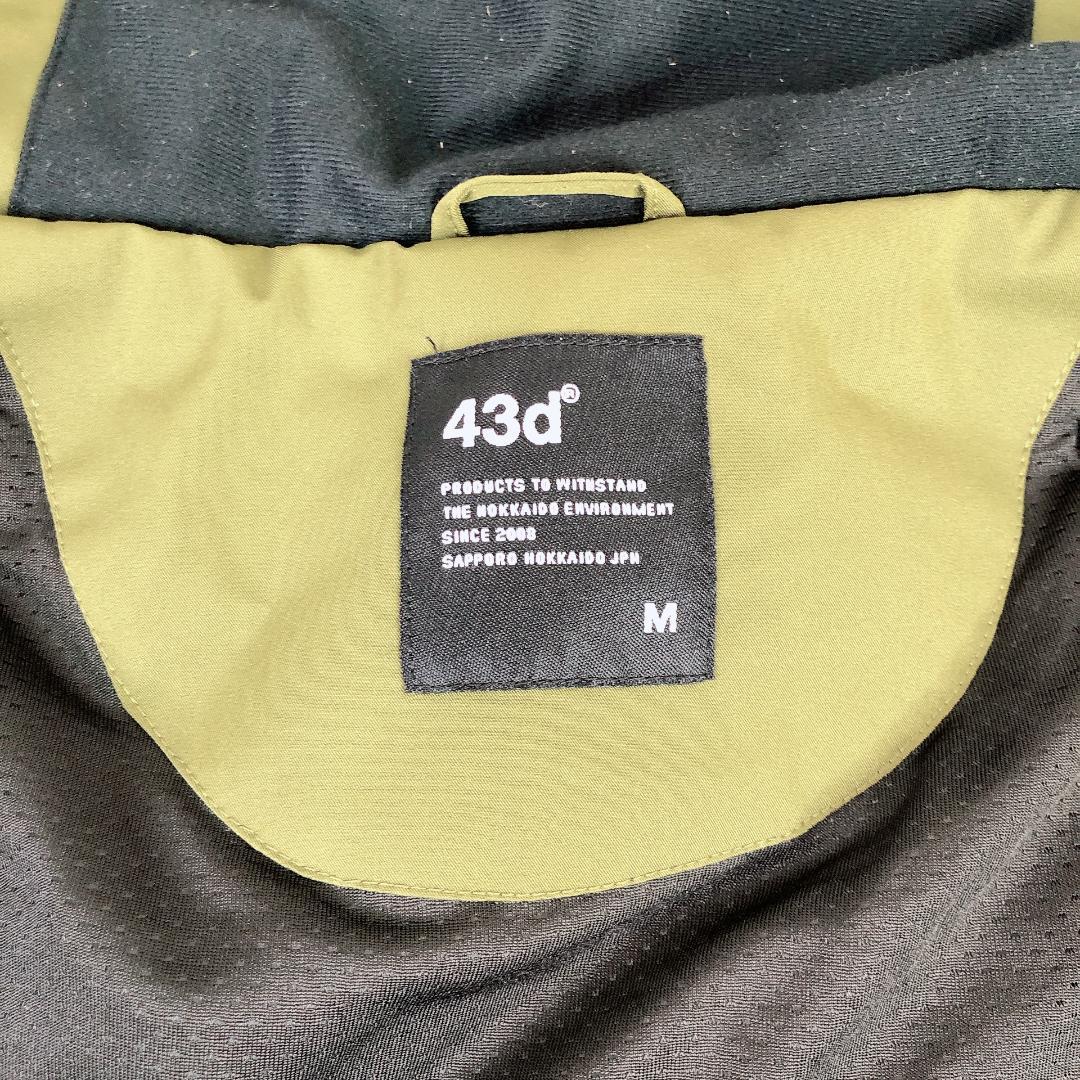 43d®
PRODUCTS TO WITHSTAND
THE HOKKAIDO ENVIRONMENT
SINCE 2008
SAPPORO HOKKAIDO JPN
M